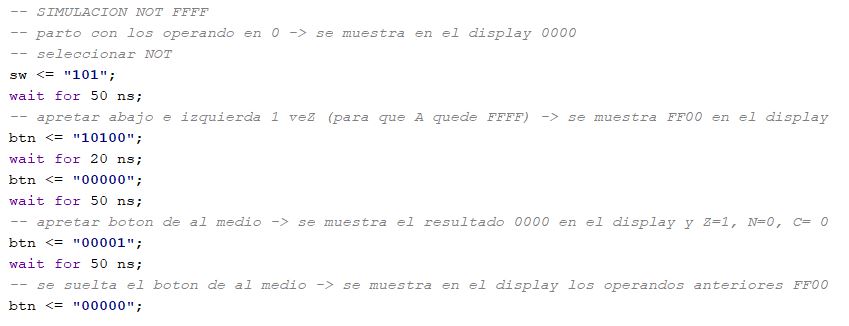 -- SIMULACION NOT FFFF
-- parto con los operando en 0 -> se muestra en el display 0000
-- seleccionar NOT
sw <= "101";
wait for 50 ns;
-- apretar abajo e izquierda 1 veZ (para que A quede FFFF) -> se muestra FF00 en el display
btn <= "10100";
wait for 20 ns;
btn <= "00000";
wait for 50 ns;
-- apretar boton de al medio -> se muestra el resultado 0000 en el display y Z=1, N=0, C= 0
btn <= "00001";
wait for 50 ns;
-- se suelta el boton de al medio -> se muestra en el display los operandos anteriores FF00
btn <= "00000";